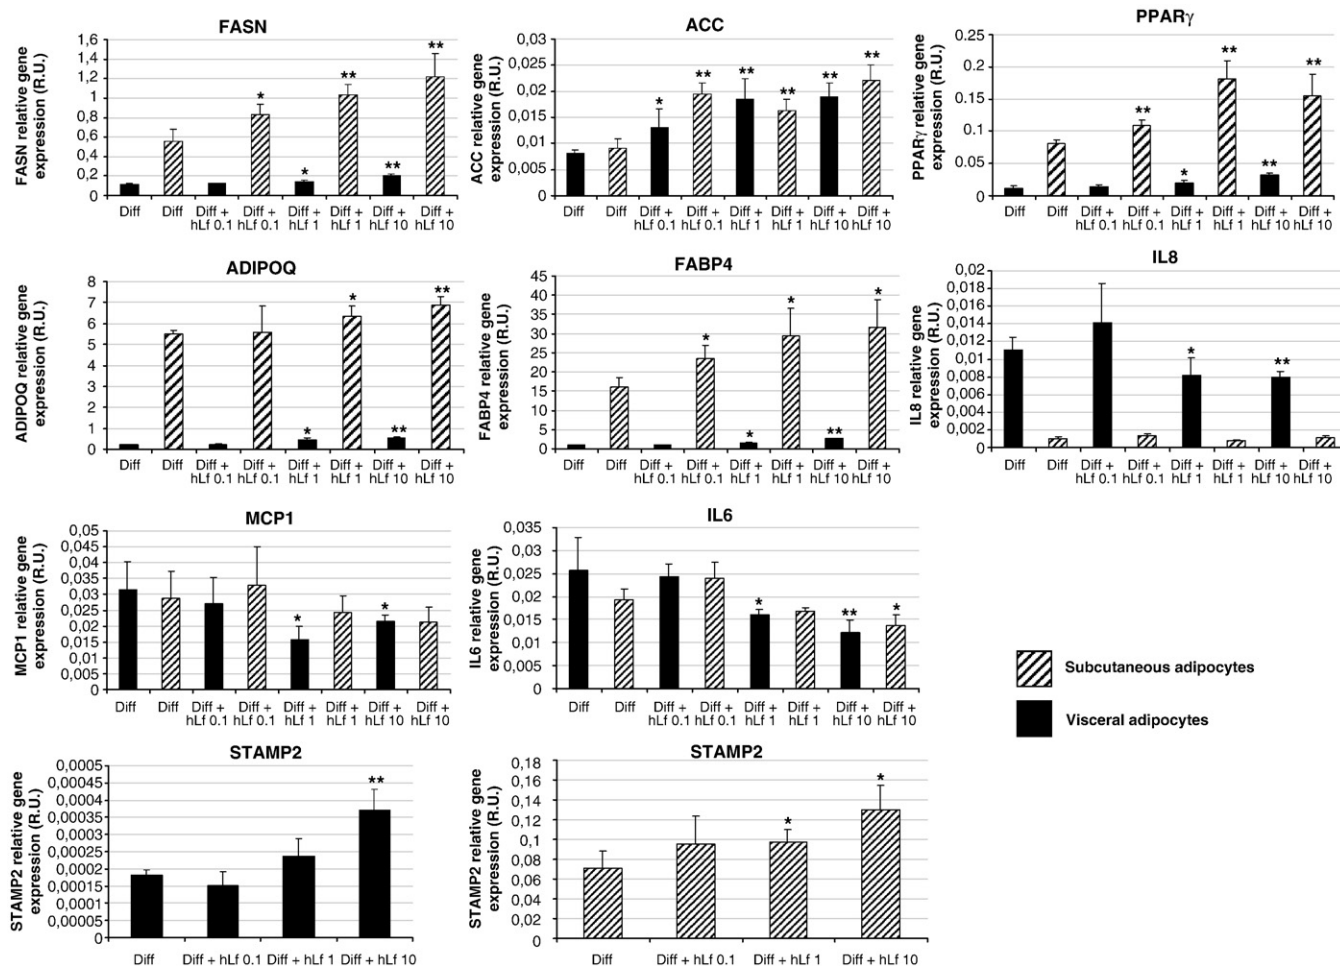 FASN
FASN relative gene
expression (R.U.)
1,6
1,4
1,2
1
0,8
0,6
0,4
0,2
0
* * ** ** **
Diff Diff Diff + Diff + Diff + Diff + Diff + Diff +
hLf 0.1 hLf 0.1 hLf 1 hLf 1 hLf 10 hLf 10
ACC
ACC relative gene
expression (R.U.)
0,03
0,025
0,02
0,015
0,01
0,005
0
* ** ** ** ** **
Diff Diff Diff + Diff + Diff + Diff + Diff + Diff +
hLf 0.1 hLf 0.1 hLf 1 hLf 1 hLf 10 hLf 10
PPARγ
PPARγ relative gene
expression (R.U.)
0.25
0.2
0.15
0.1
0.05
0
** * ** ** **
Diff Diff Diff + Diff + Diff + Diff + Diff + Diff +
hLf 0.1 hLf 0.1 hLf 1 hLf 1 hLf 10 hLf 10
ADIPOQ
ADIPOQ relative gene
expression (R.U.)
8
7
6
5
4
3
2
1
0
* * ** **
Diff Diff Diff + Diff + Diff + Diff + Diff + Diff +
hLf 0.1 hLf 0.1 hLf 1 hLf 1 hLf 10 hLf 10
FABP4
FABP4 relative gene
expression (R.U.)
45
40
35
30
25
20
15
10
5
0
* * * ** *
Diff Diff Diff + Diff + Diff + Diff + Diff + Diff +
hLf 0.1 hLf 0.1 hLf 1 hLf 1 hLf 10 hLf 10
IL8
IL8 relative gene
expression (R.U.)
0,02
0,018
0,016
0,014
0,012
0,01
0,008
0,006
0,004
0,002
0
* **
Diff Diff Diff + Diff + Diff + Diff + Diff + Diff +
hLf 0.1 hLf 0.1 hLf 1 hLf 1 hLf 10 hLf 10
MCP1
MCP1 relative gene
expression (R.U.)
0,05
0,045
0,04
0,035
0,03
0,025
0,02
0,015
0,01
0,005
0
* *
Diff Diff Diff + Diff + Diff + Diff + Diff + Diff +
hLf 0.1 hLf 0.1 hLf 1 hLf 1 hLf 10 hLf 10
IL6
IL6 relative gene
expression (R.U.)
0,035
0,03
0,025
0,02
0,015
0,01
0,005
0
* ** *
Diff Diff Diff + Diff + Diff + Diff + Diff + Diff +
hLf 0.1 hLf 0.1 hLf 1 hLf 1 hLf 10 hLf 10
Subcutaneous adipocytes
Visceral adipocytes
STAMP2
STAMP2 relative gene
expression (R.U.)
0,0005
0,00045
0,0004
0,00035
0,0003
0,00025
0,0002
0,00015
0,0001
0,00005
0
**
Diff Diff + hLf 0.1 Diff + hLf 1 Diff + hLf 10
STAMP2
STAMP2 relative gene
expression (R.U.)
0,18
0,16
0,14
0,12
0,1
0,08
0,06
0,04
0,02
0
* *
Diff Diff + hLf 0.1 Diff + hLf 1 Diff + hLf 10